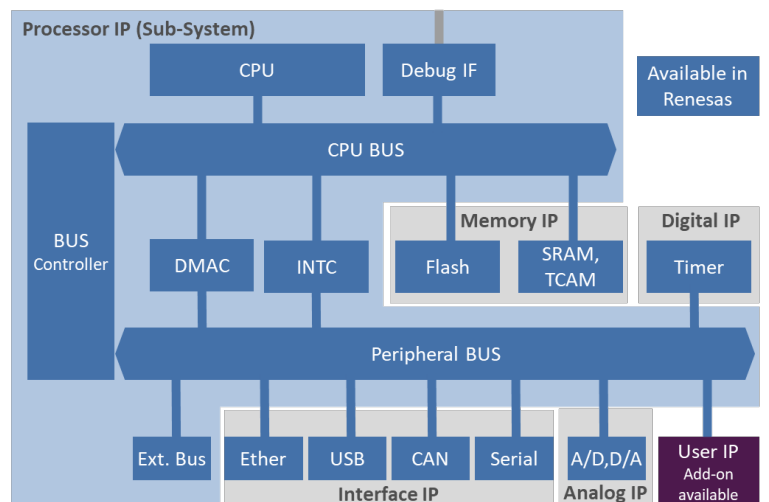 Processor IP (Sub-System)
CPU
Debug IF
Available in
Renesas
CPU BUS
BUS
Controller
Memory IP
Digital IP
DMAC
INTC
Flash
SRAM,
TCAM
Timer
Peripheral BUS
Ext. Bus
Ether
USB
CAN
Serial
A/D,D/A
User IP
Add-on
available
Interface IP
Analog IP